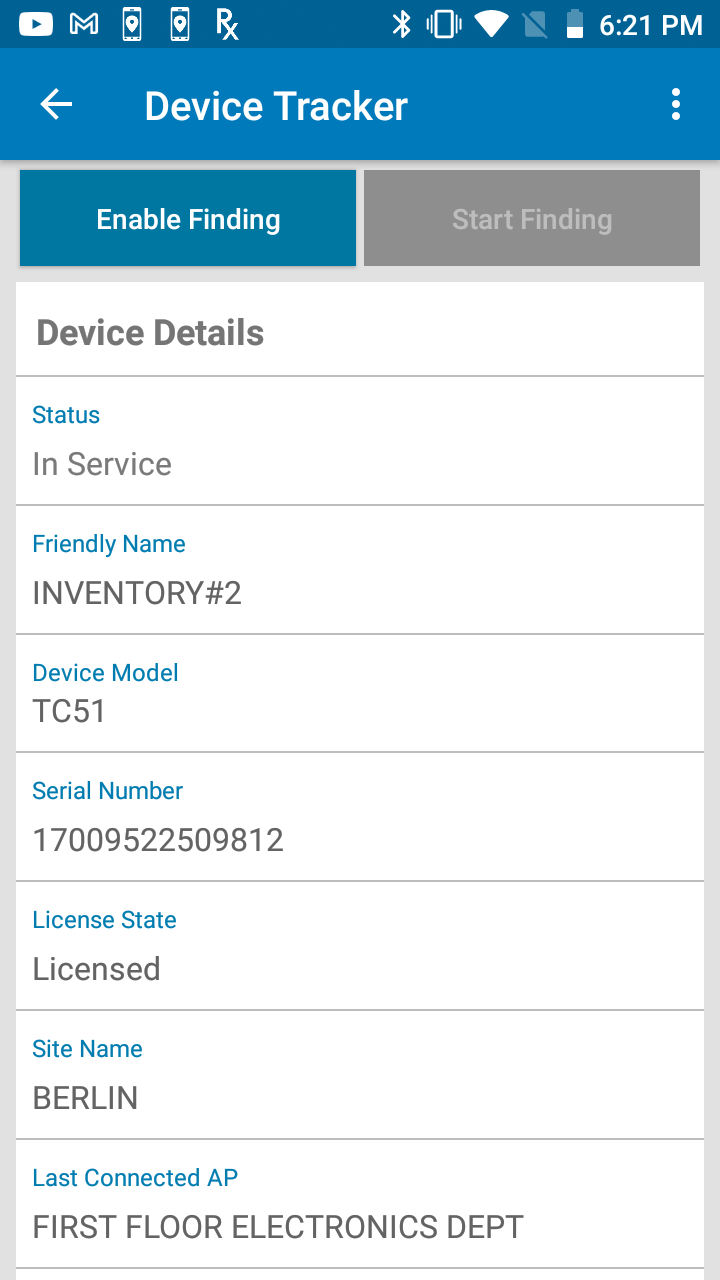 6:21 PM
Device Tracker
Enable Finding
Start Finding
Device Details
Status
In Service
Friendly Name
INVENTORY#2
Device Model
TC51
Serial Number
17009522509812
License State
Licensed
Site Name
BERLIN
Last Connected AP
FIRST FLOOR ELECTRONICS DEPT